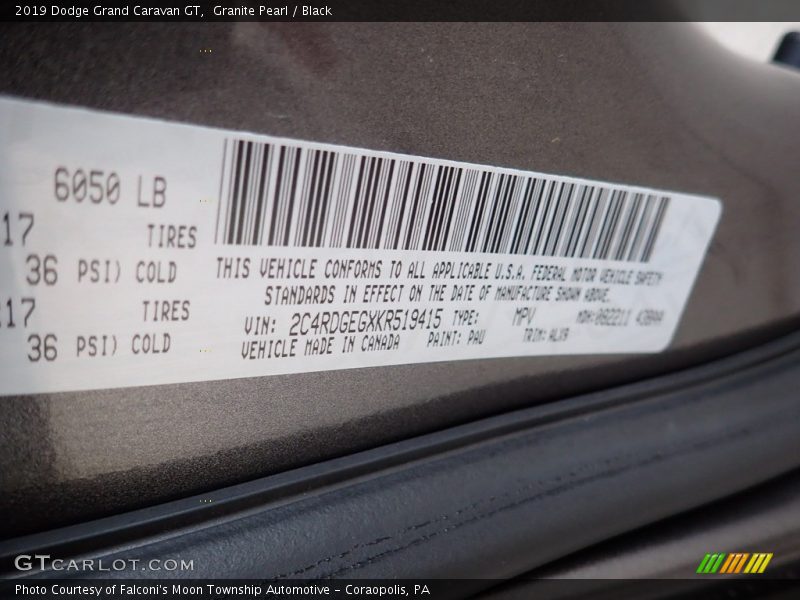 2019 Dodge Grand Caravan GT,  Granite Pearl / Black
6050 LB
17 TIRES
36 PSI) COLD
17 TIRES
36 PSI) COLD
THIS VEHICLE CONFORMS TO ALL APPLICABLE U.S.A. FEDERAL MOTOR VEHICLE SAFETY
STANDARDS IN EFFECT ON THE DATE OF MANUFACTURE SHOWN ABOVE.
VIN: 2C4RDGEGXKR519415 TYPE: MPV MDH:
VEHICLE MADE IN CANADA PAINT: PAU TRIM:
GTCARLOT.COM
Photo Courtesy of Falconi's Moon Township Automotive – Coraopolis, PA